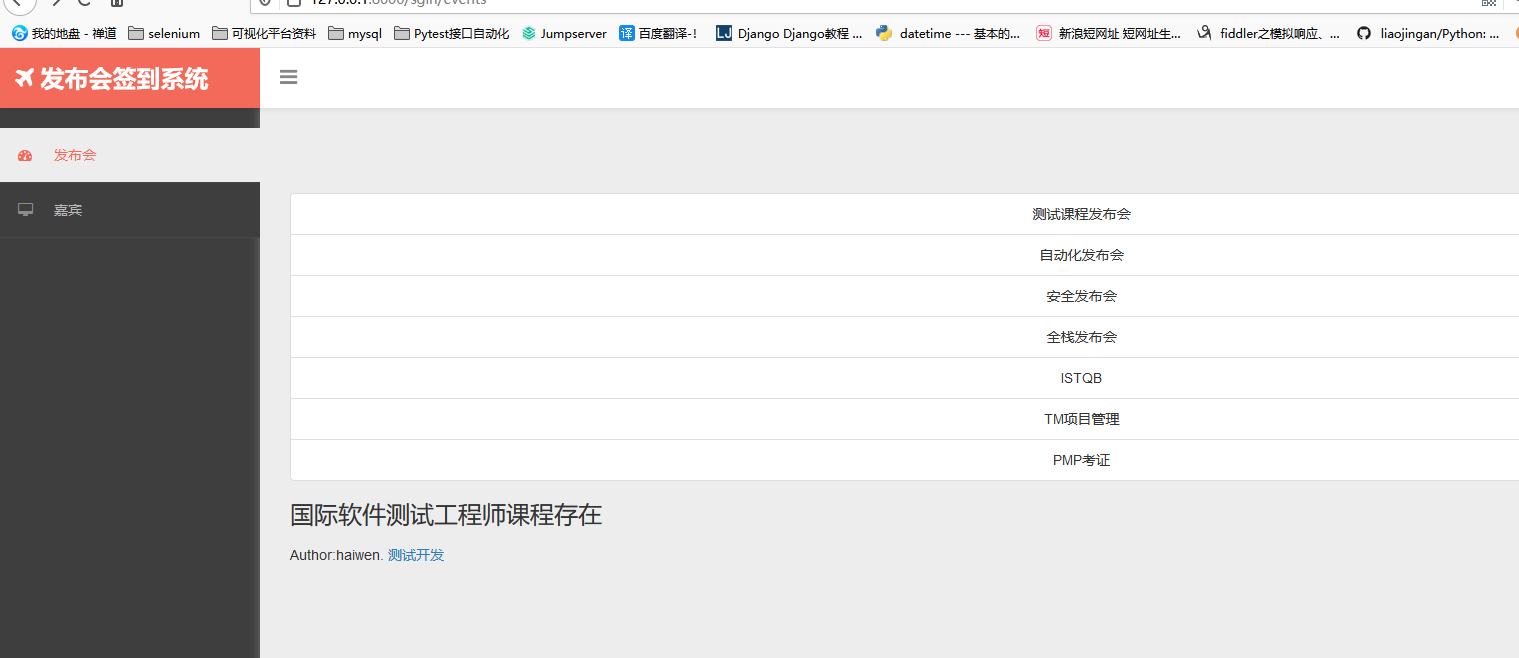 127.0.0.1:8000/sgin/events
我的地盘 - 禅道 selenium 可视化平台资料 mysql Pytest接口自动化 Jumpserver 译 百度翻译-! LJ Django Django教程 ... datetime --- 基本的... 短 新浪短网址 短网址生... fiddler之模拟响应、... liaojingan/Python: ...
发布会签到系统
发布会
嘉宾
测试课程发布会
自动化发布会
安全发布会
全栈发布会
ISTQB
TM项目管理
PMP考证
国际软件测试工程师课程存在
Author:haiwen. 测试开发